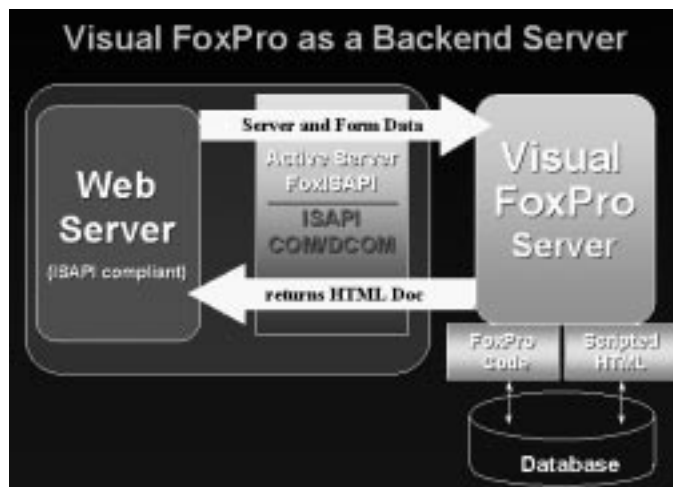 Visual FoxPro as a Backend Server
Server and Form Data
Active Server
FoxISAPI
ISAPI
COM/DCOM
Web
Server
(ISAPI compliant)
returns HTML Doc
Visual
FoxPro
Server
FoxPro
Code
Scripted
HTML
Database